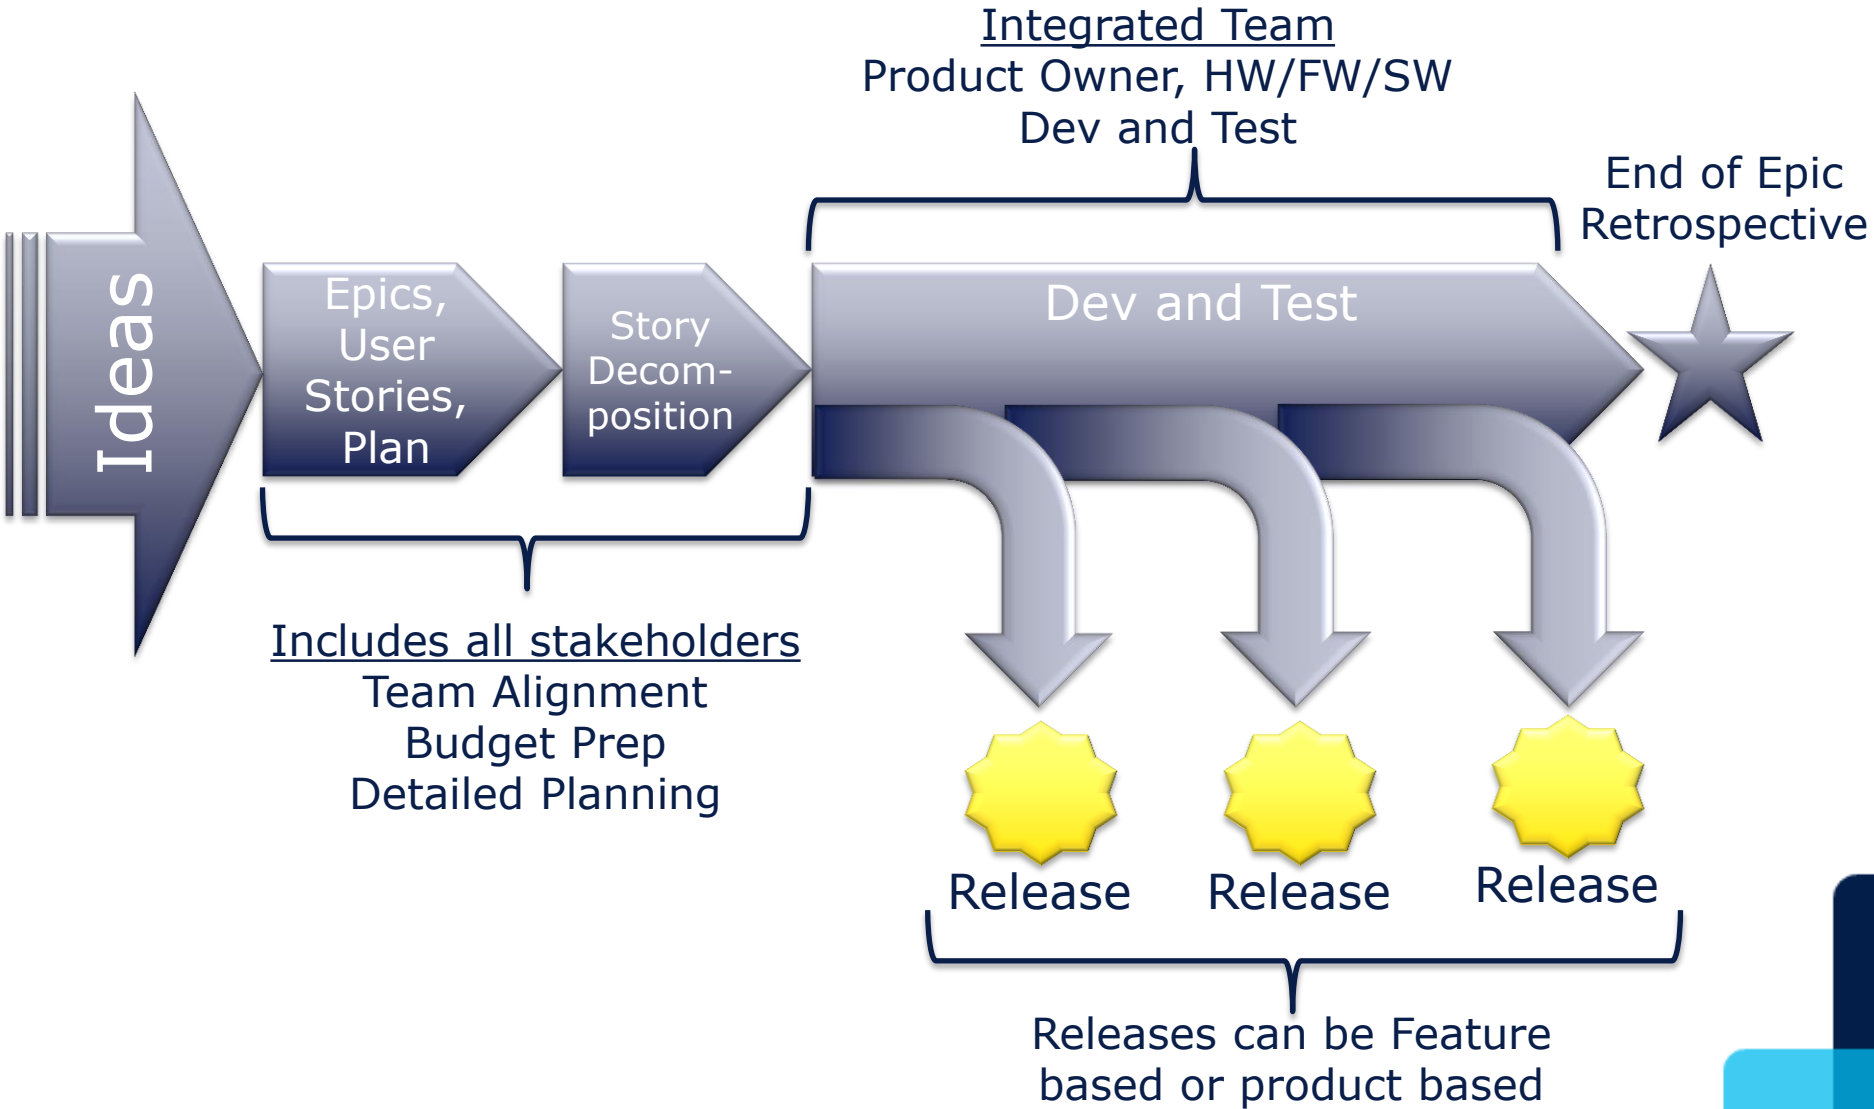 Integrated Team
Product Owner, HW/FW/SW
Dev and Test
End of Epic
Retrospective
Ideas
Epics,
User
Stories,
Plan
Story
Decom-
position
Dev and Test
Includes all stakeholders
Team Alignment
Budget Prep
Detailed Planning
Release
Release
Release
Releases can be Feature
based or product based